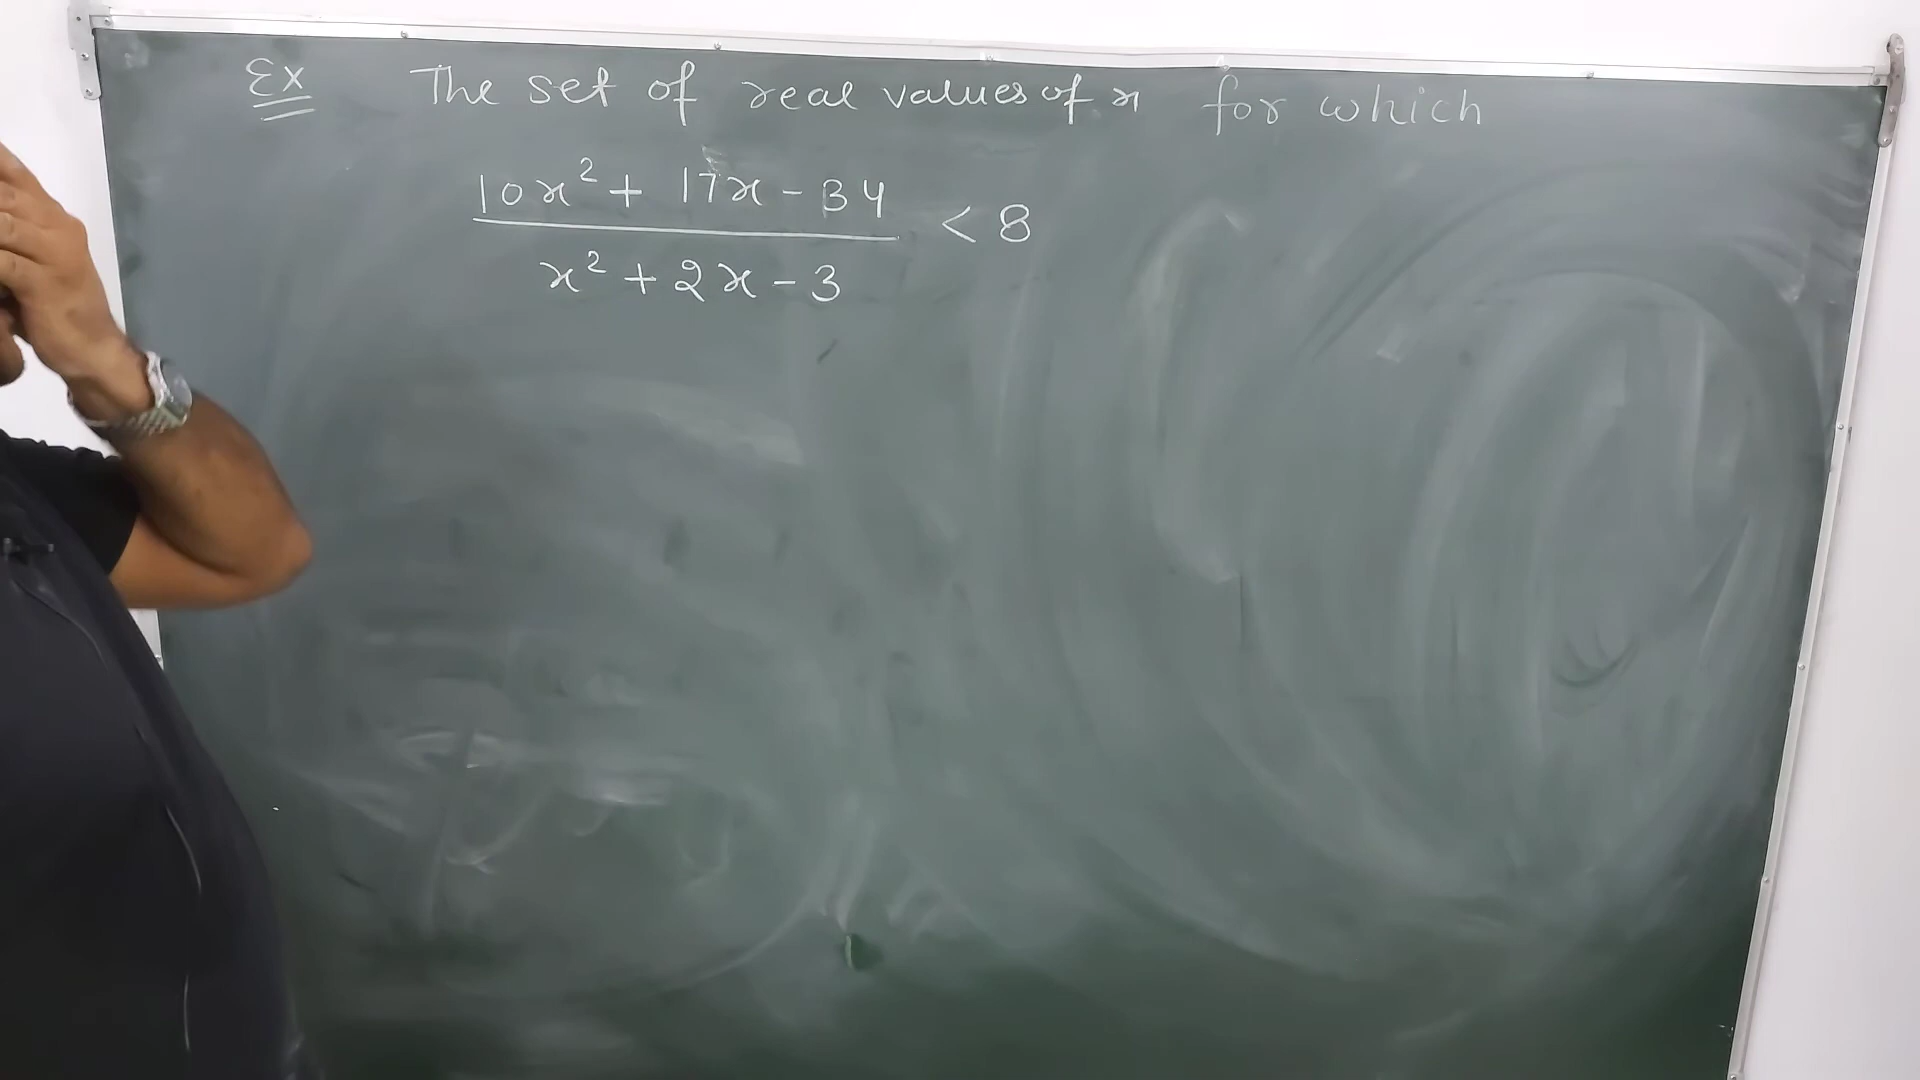 Ex The set of real values of x for which
10x² + 17x - 34
< 8
x² + 2x - 3